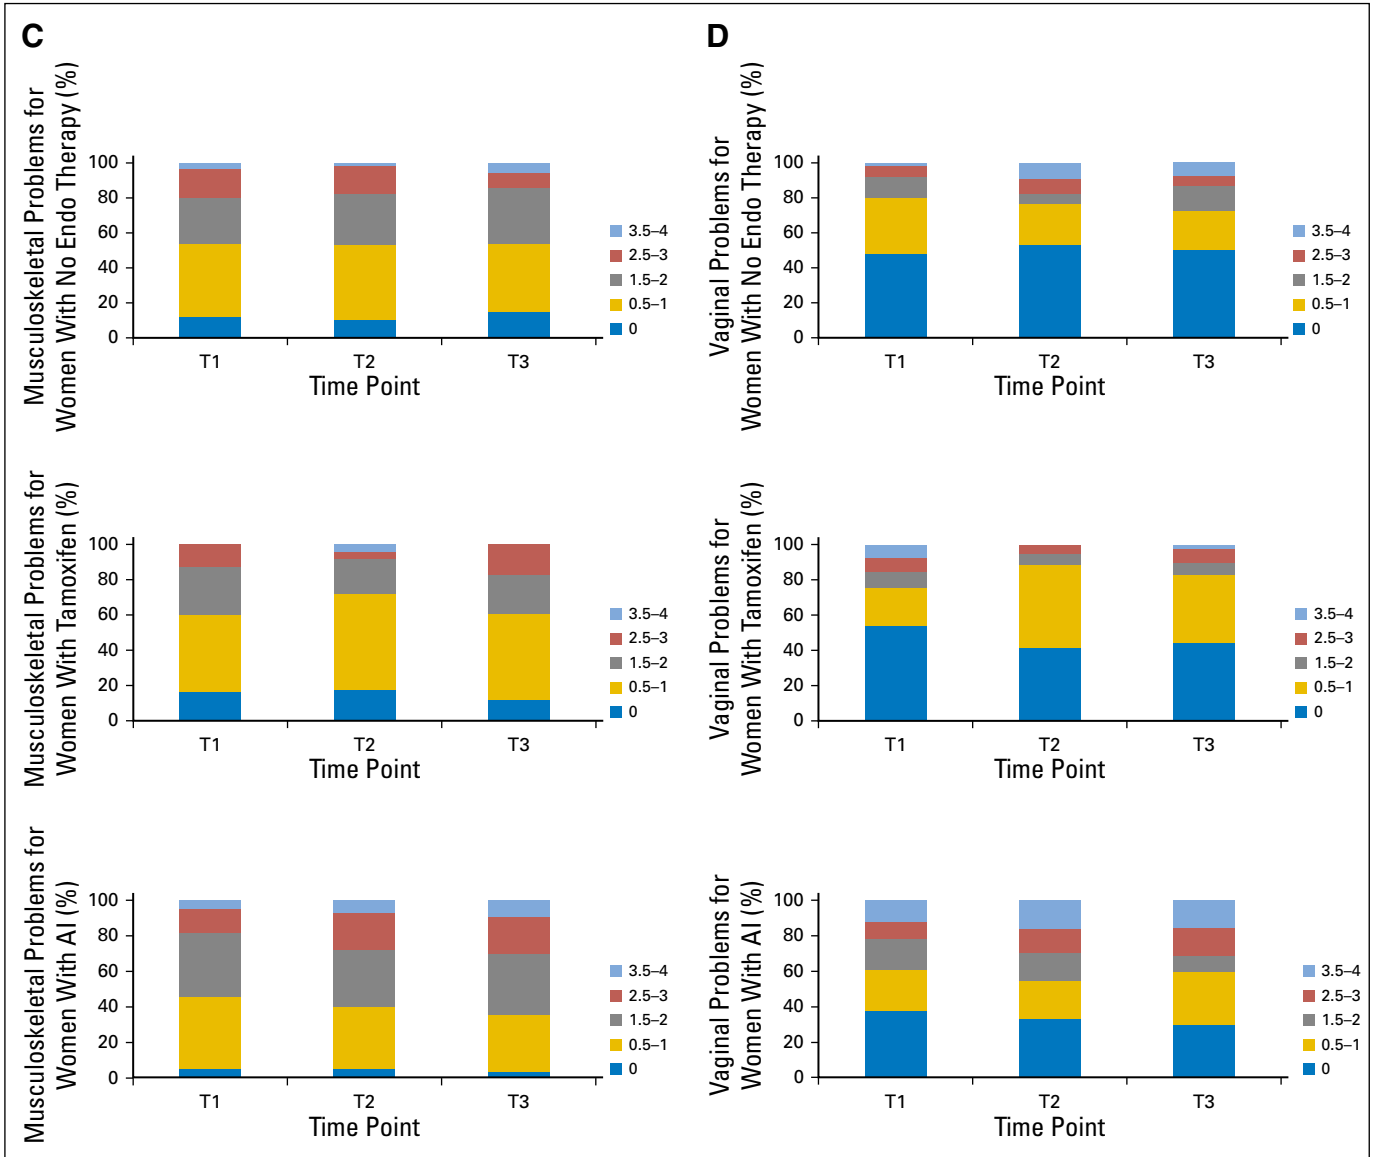 C
Musculoskeletal Problems for
Women With No Endo Therapy (%)
100
80
60
40
20
0
T1 T2 T3
Time Point
3.5–4
2.5–3
1.5–2
0.5–1
0
D
Vaginal Problems for
Women With No Endo Therapy (%)
100
80
60
40
20
0
T1 T2 T3
Time Point
3.5–4
2.5–3
1.5–2
0.5–1
0
Musculoskeletal Problems for
Women With Tamoxifen (%)
100
80
60
40
20
0
T1 T2 T3
Time Point
3.5–4
2.5–3
1.5–2
0.5–1
0
Vaginal Problems for
Women With Tamoxifen (%)
100
80
60
40
20
0
T1 T2 T3
Time Point
3.5–4
2.5–3
1.5–2
0.5–1
0
Musculoskeletal Problems for
Women With AI (%)
100
80
60
40
20
0
T1 T2 T3
Time Point
3.5–4
2.5–3
1.5–2
0.5–1
0
Vaginal Problems for
Women With AI (%)
100
80
60
40
20
0
T1 T2 T3
Time Point
3.5–4
2.5–3
1.5–2
0.5–1
0